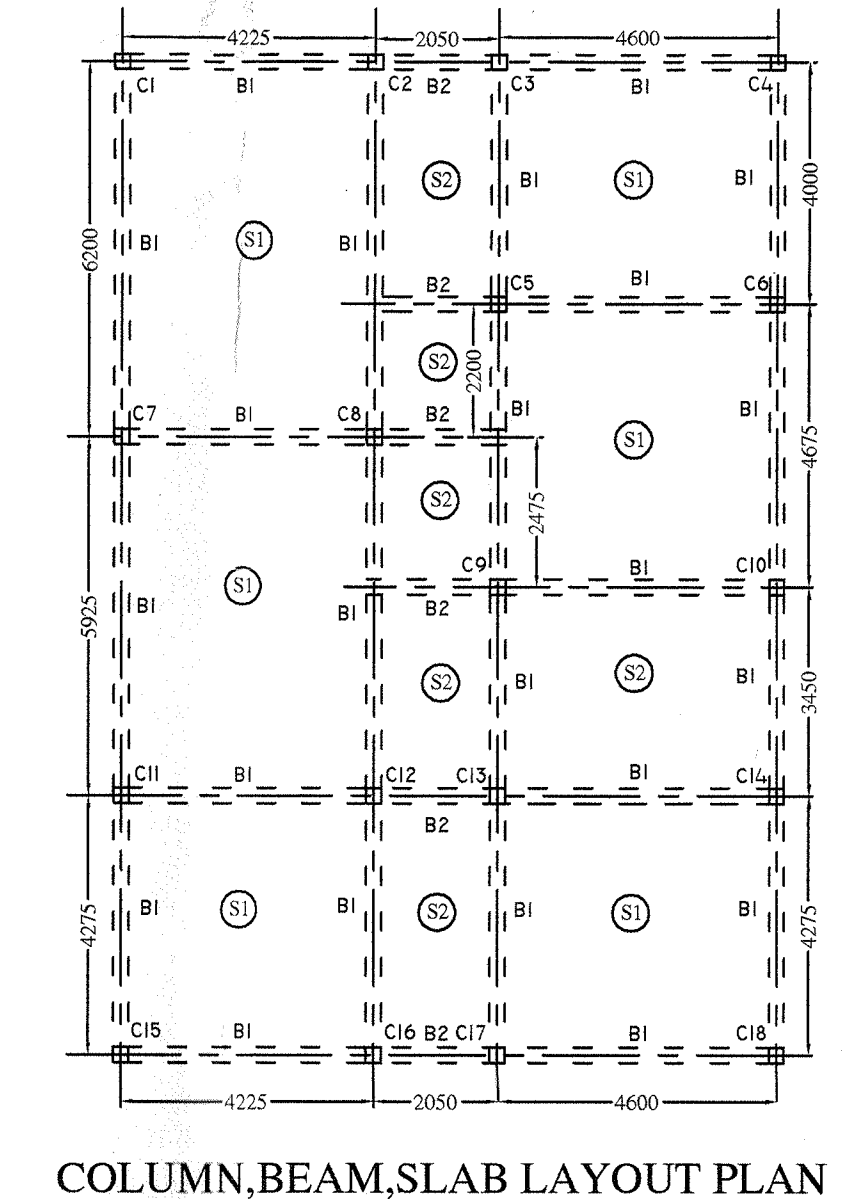 4225 2050 4600
C1 B1 C2 B2 C3 B1 C4
S2 B1 S1 B1 4000
6200 B1 S1 B1
B2 C5 B1 C6
S2 2200
C7 B1 C8 B2 B1 B1
S1 4675
S2 2475
C9 B1 C10
5925 B1 S1 B1 B2
S2 B1 S2 B1 3450
C11 B1 C12 C13 B1 C14
B2
4275 B1 S1 B1 S2 B1 S1 B1 4275
C15 B1 C16 B2 C17 B1 C18
4225 2050 4600
COLUMN,BEAM,SLAB LAYOUT PLAN